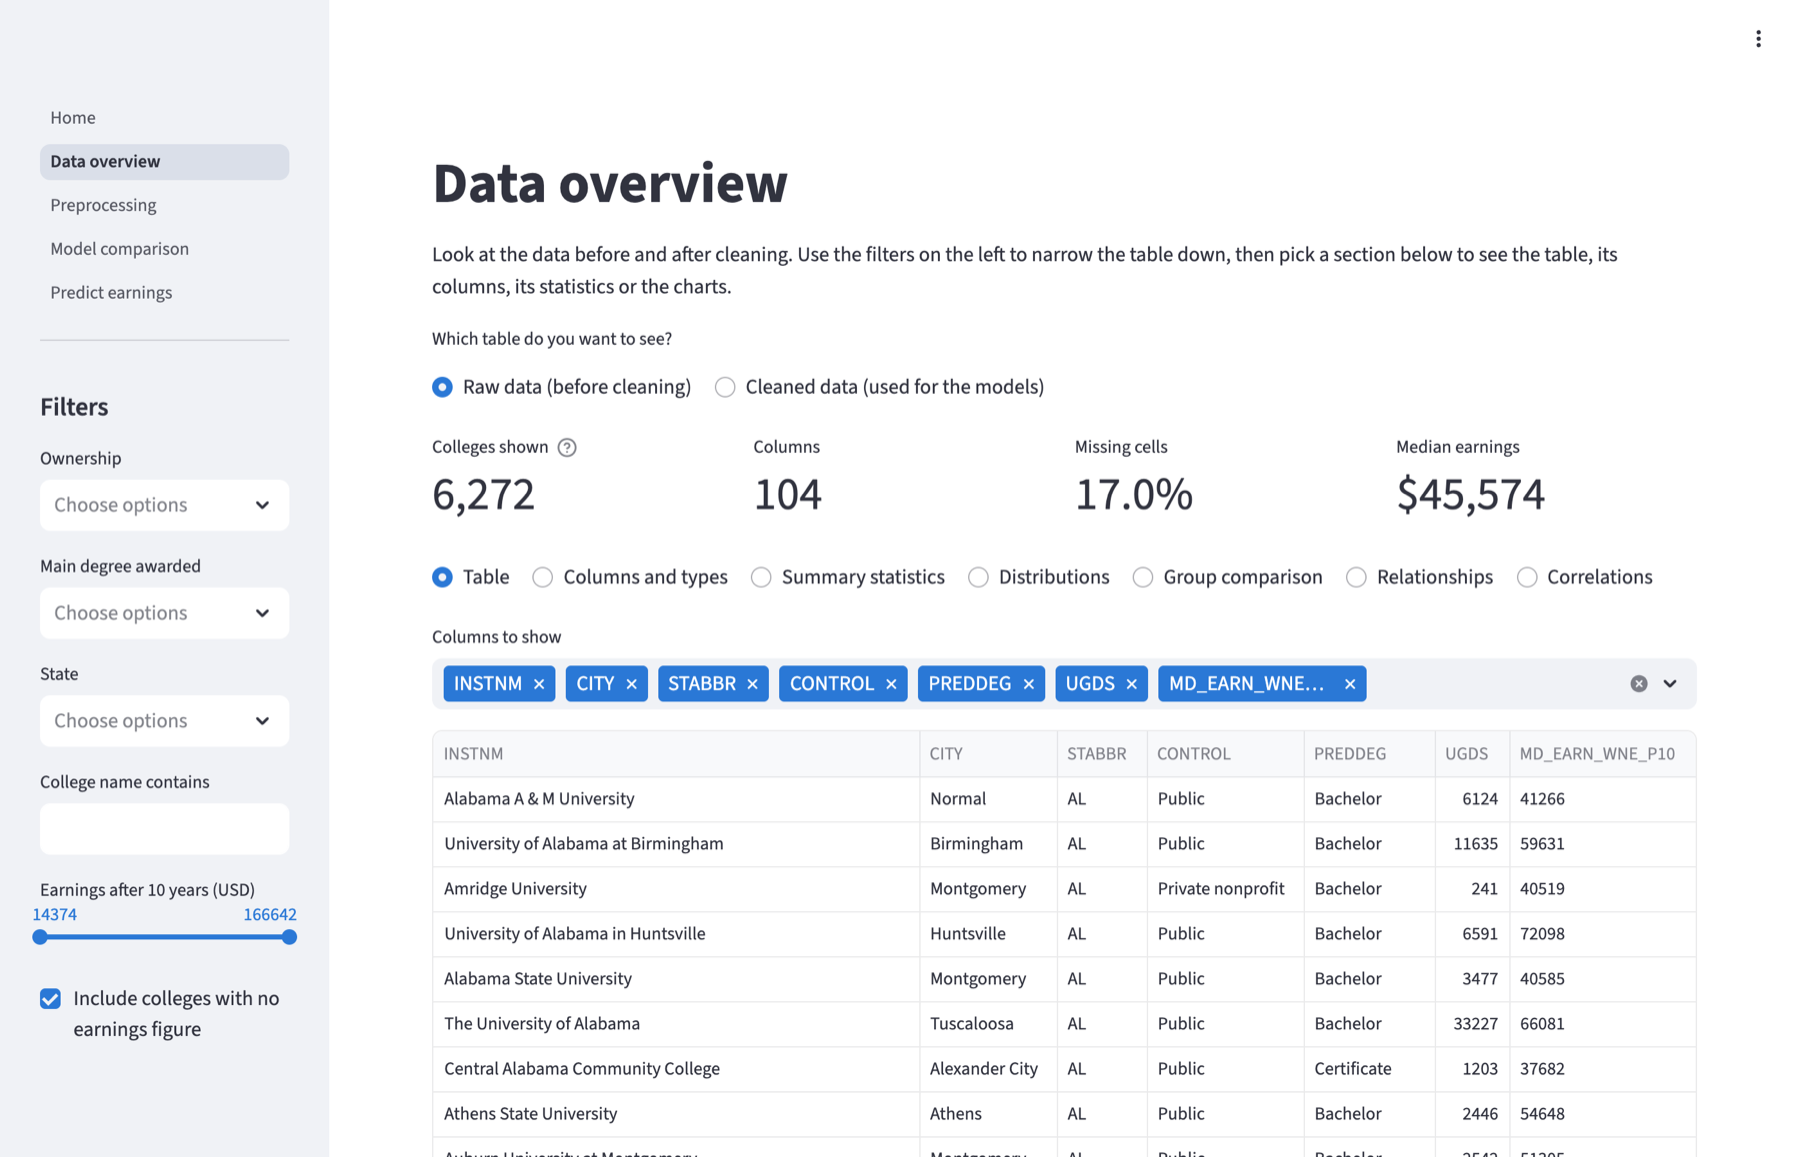 Home
Data overview
Preprocessing
Model comparison
Predict earnings
Filters
Ownership
Choose options
Main degree awarded
Choose options
State
Choose options
College name contains
Earnings after 10 years (USD)
14374 166642
Include colleges with no
earnings figure
Data overview
Look at the data before and after cleaning. Use the filters on the left to narrow the table down, then pick a section below to see the table, its
columns, its statistics or the charts.
Which table do you want to see?
Raw data (before cleaning) Cleaned data (used for the models)
Colleges shown Columns Missing cells Median earnings
6,272 104 17.0% $45,574
Table Columns and types Summary statistics Distributions Group comparison Relationships Correlations
Columns to show
INSTNM CITY STABBR CONTROL PREDDEG UGDS MD_EARN_WNE...
INSTNM CITY STABBR CONTROL PREDDEG UGDS MD_EARN_WNE_P10
Alabama A & M University Normal AL Public Bachelor 6124 41266
University of Alabama at Birmingham Birmingham AL Public Bachelor 11635 59631
Amridge University Montgomery AL Private nonprofit Bachelor 241 40519
University of Alabama in Huntsville Huntsville AL Public Bachelor 6591 72098
Alabama State University Montgomery AL Public Bachelor 3477 40585
The University of Alabama Tuscaloosa AL Public Bachelor 33227 66081
Central Alabama Community College Alexander City AL Public Certificate 1203 37682
Athens State University Athens AL Public Bachelor 2446 54648